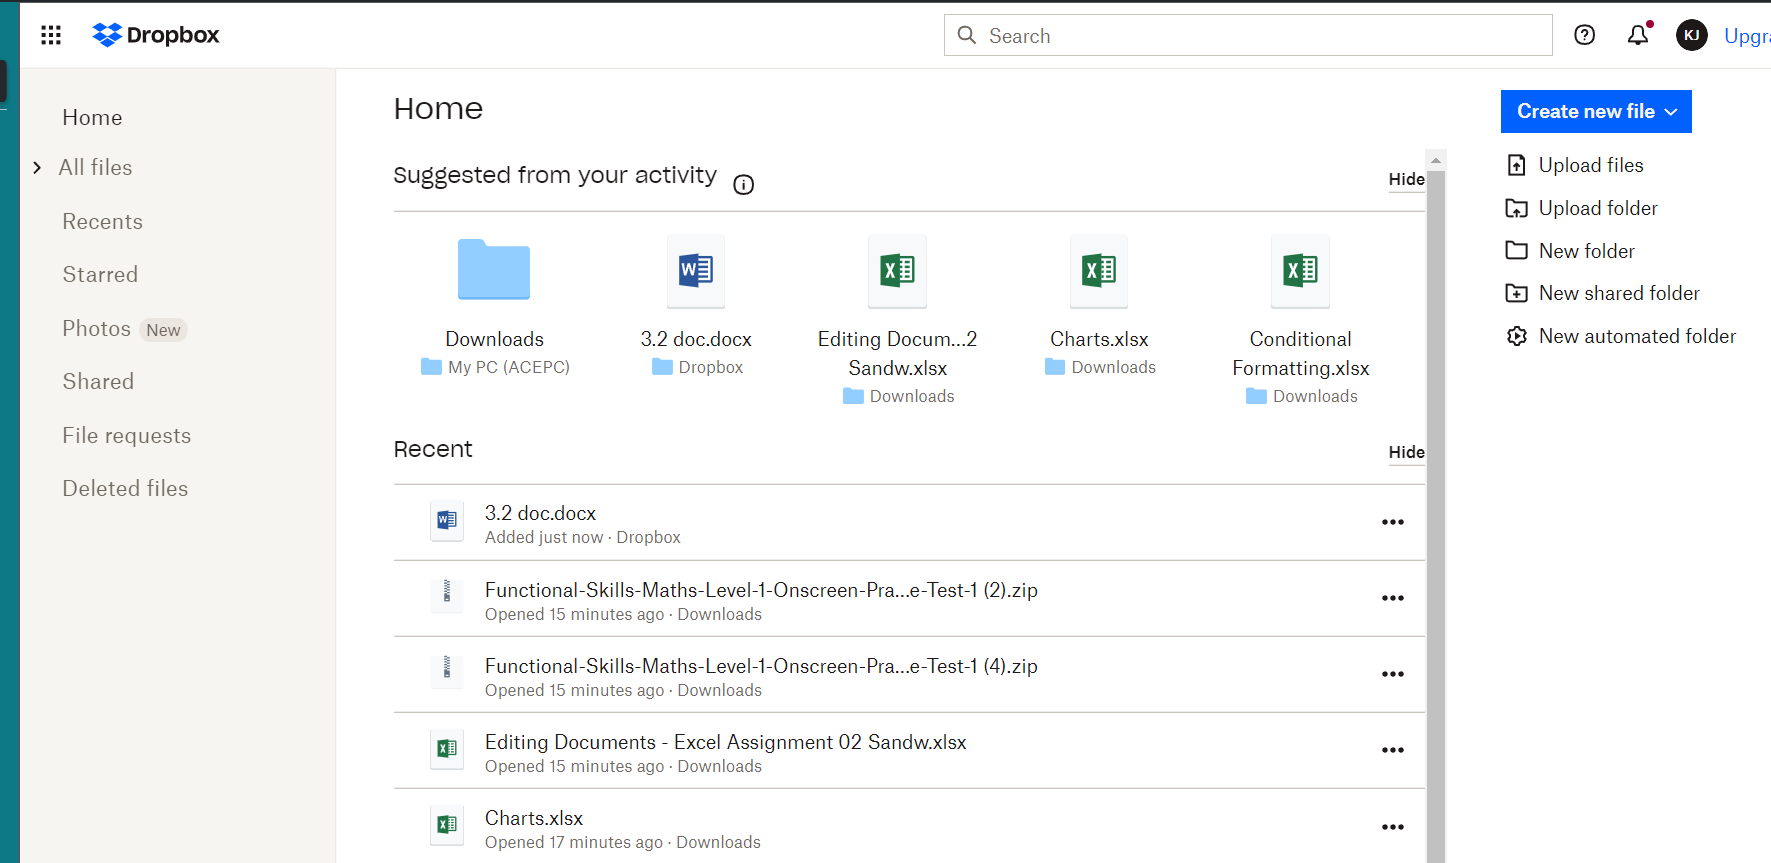 Dropbox
Search
KJ
Upgra
Home
All files
Recents
Starred
Photos New
Shared
File requests
Deleted files
Home
Suggested from your activity
Hide
Downloads
My PC (ACEPC)
3.2 doc.docx
Dropbox
Editing Docum...2
Sandw.xlsx
Downloads
Charts.xlsx
Downloads
Conditional
Formatting.xlsx
Downloads
Recent
Hide
3.2 doc.docx
Added just now · Dropbox
Functional-Skills-Maths-Level-1-Onscreen-Pra...e-Test-1 (2).zip
Opened 15 minutes ago · Downloads
Functional-Skills-Maths-Level-1-Onscreen-Pra...e-Test-1 (4).zip
Opened 15 minutes ago · Downloads
Editing Documents - Excel Assignment 02 Sandw.xlsx
Opened 15 minutes ago · Downloads
Charts.xlsx
Opened 17 minutes ago · Downloads
Create new file
Upload files
Upload folder
New folder
New shared folder
New automated folder